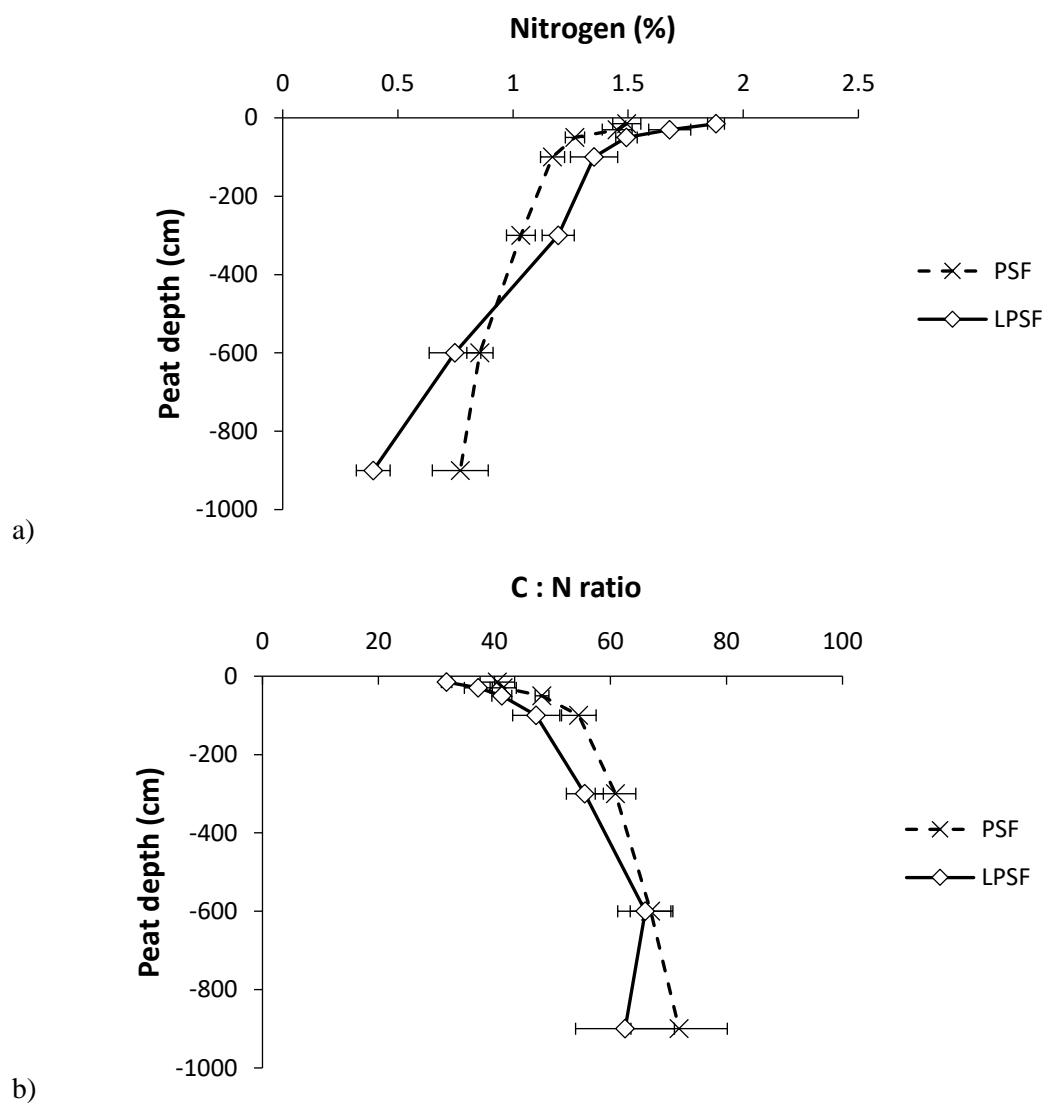 Nitrogen (%)
0 0.5 1 1.5 2 2.5
0
-200
-400
-600
-800
-1000
Peat depth (cm)
PSF
LPSF
a)
C : N ratio
0 20 40 60 80 100
0
-200
-400
-600
-800
-1000
Peat depth (cm)
PSF
LPSF
b)